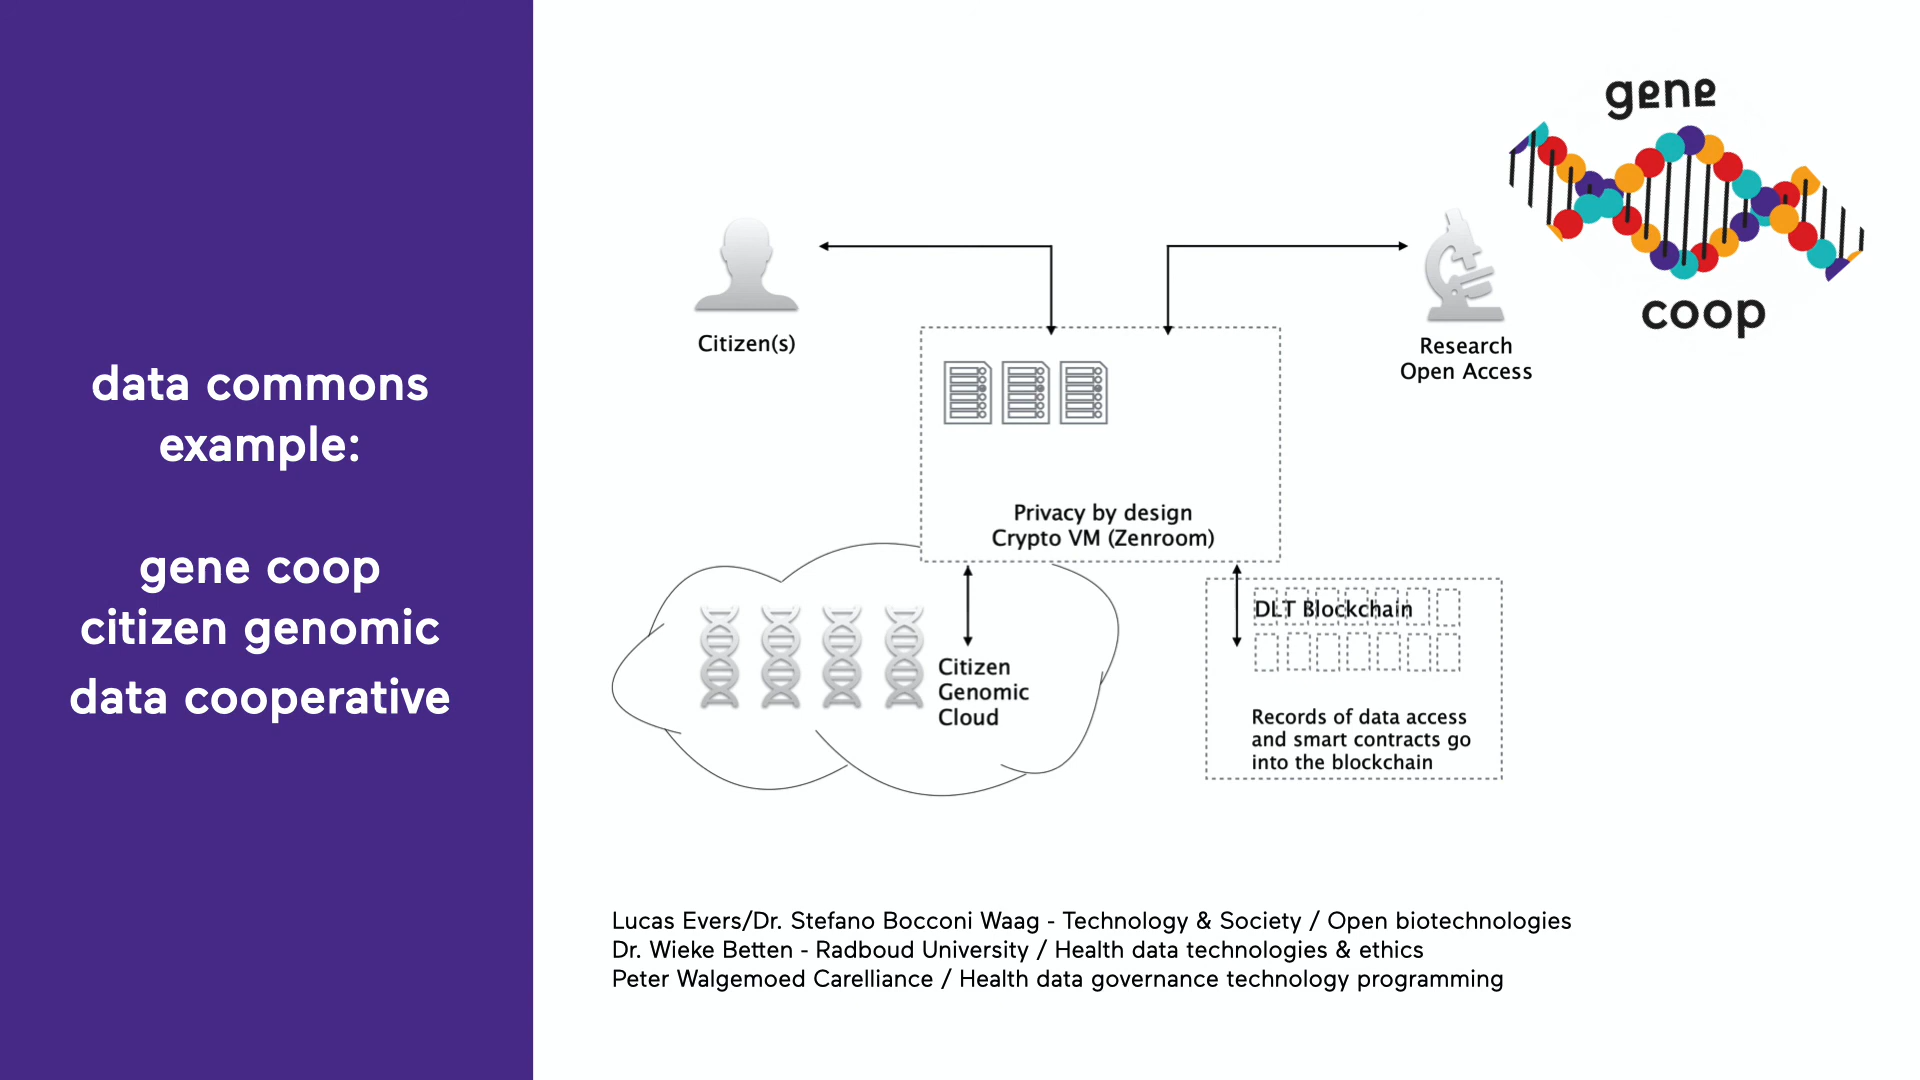 data commons
example:
gene coop
citizen genomic
data cooperative
gene
coop
Citizen(s)
Research
Open Access
Privacy by design
Crypto VM (Zenroom)
Citizen
Genomic
Cloud
DLT Blockchain
Records of data access
and smart contracts go
into the blockchain
Lucas Evers/Dr. Stefano Bocconi Waag - Technology & Society / Open biotechnologies
Dr. Wieke Betten - Radboud University / Health data technologies & ethics
Peter Walgemoed Carelliance / Health data governance technology programming